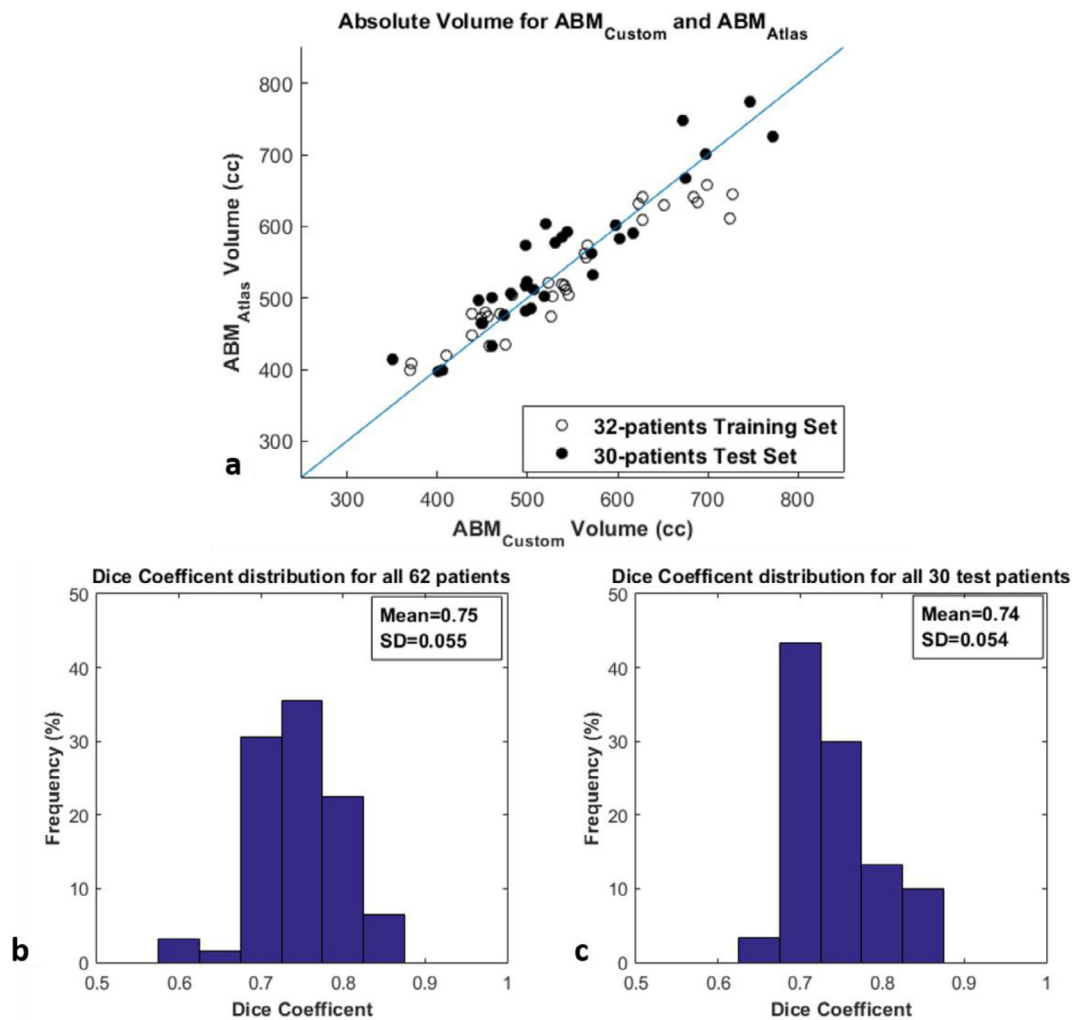 Absolute Volume for ABM_Custom and ABM_Atlas
ABM_Atlas Volume (cc)
800
700
600
500
400
300
32-patients Training Set
30-patients Test Set
a
300 400 500 600 700 800
ABM_Custom Volume (cc)
Dice Coefficent distribution for all 62 patients
Mean=0.75
SD=0.055
Frequency (%)
50
40
30
20
10
0
b
0.5 0.6 0.7 0.8 0.9 1
Dice Coefficent
Dice Coefficent distribution for all 30 test patients
Mean=0.74
SD=0.054
Frequency (%)
50
40
30
20
10
0
c
0.5 0.6 0.7 0.8 0.9 1
Dice Coefficent